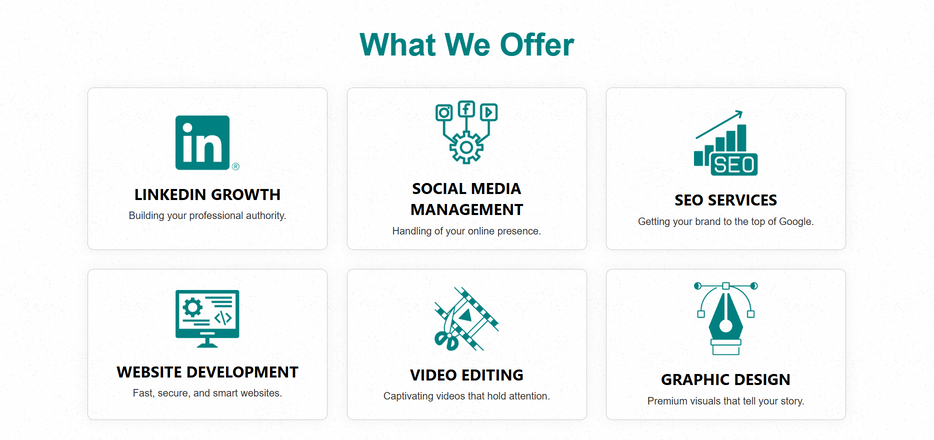 What We Offer
in®
LINKEDIN GROWTH
Building your professional authority.
SOCIAL MEDIA
MANAGEMENT
Handling of your online presence.
SEO
SEO SERVICES
Getting your brand to the top of Google.
WEBSITE DEVELOPMENT
Fast, secure, and smart websites.
VIDEO EDITING
Captivating videos that hold attention.
GRAPHIC DESIGN
Premium visuals that tell your story.